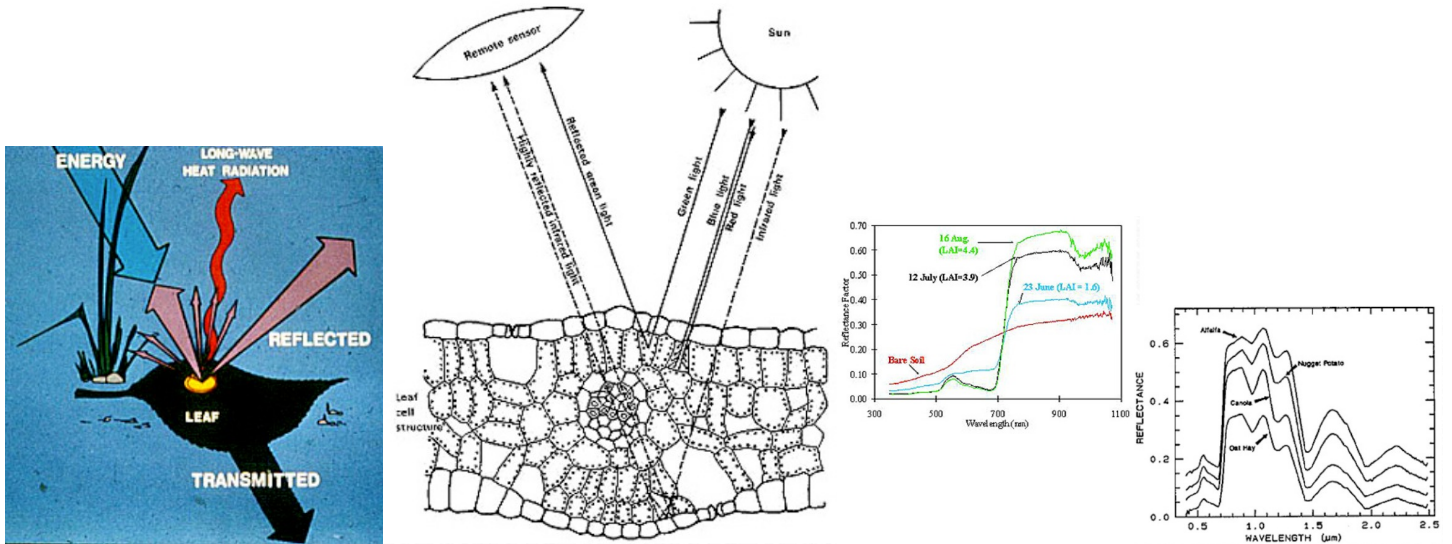 ENERGY
LONG-WAVE
HEAT RADIATION
REFLECTED
LEAF
TRANSMITTED
Remote sensor
Sun
Highly reflected infrared light
Reflected green light
Green light
Blue light
Red light
Infrared light
Leaf
cell
structure
Reflectance Factor
0.70
0.60
0.50
0.40
0.30
0.20
0.10
0.00
16 Aug.
(LAI=4.4)
12 July (LAI=3.9)
23 June (LAI = 1.6)
Bare Soil
300 500 700 900 1100
Wavelength (nm)
REFLECTANCE
0.6
0.4
0.2
0.0
Alfalfa
Nugget Potato
Canola
Oat Hay
0.5 1.0 1.5 2.0 2.5
WAVELENGTH (μm)